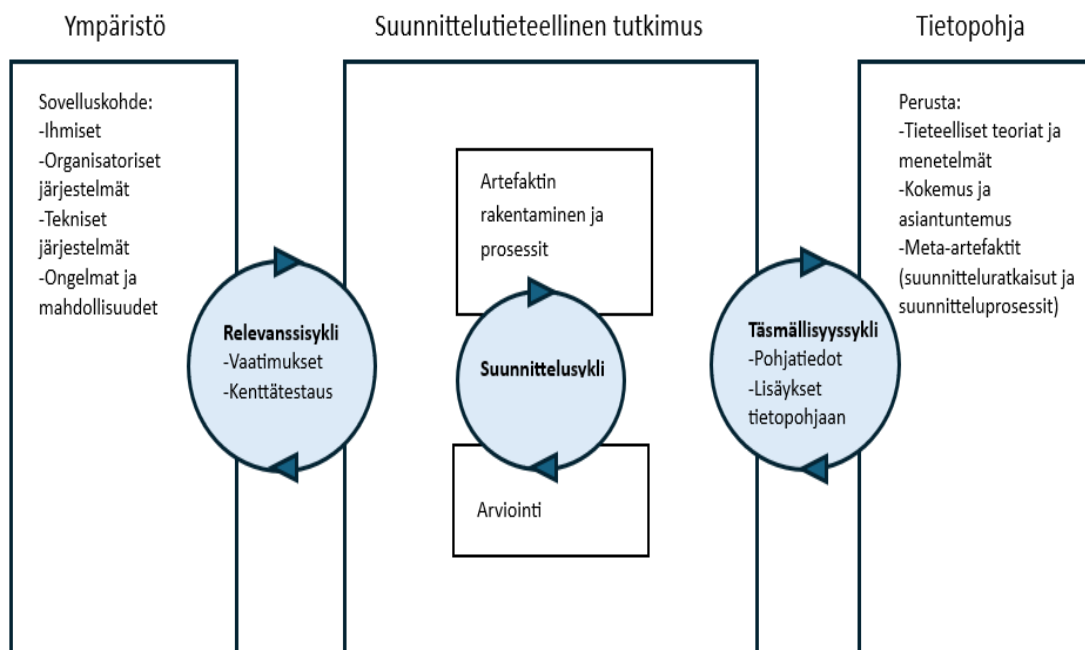 Ympäristö
Suunnittelutieteellinen tutkimus
Tietopohja
Sovelluskohde:
-Ihmiset
-Organisatoriset
järjestelmät
-Tekniset
järjestelmät
-Ongelmat ja
mahdollisuudet
Relevanssisykli
-Vaatimukset
-Kenttätestaus
Artefaktin
rakentaminen ja
prosessit
Suunnittelusykli
Arviointi
Täsmällisyyssykli
-Pohjatiedot
-Lisäykset
tietopohjaan
Perusta:
-Tieteelliset teoriat ja
menetelmät
-Kokemus ja
asiantuntemus
-Meta-artefaktit
(suunnitteluratkaisut ja
suunnitteluprosessit)